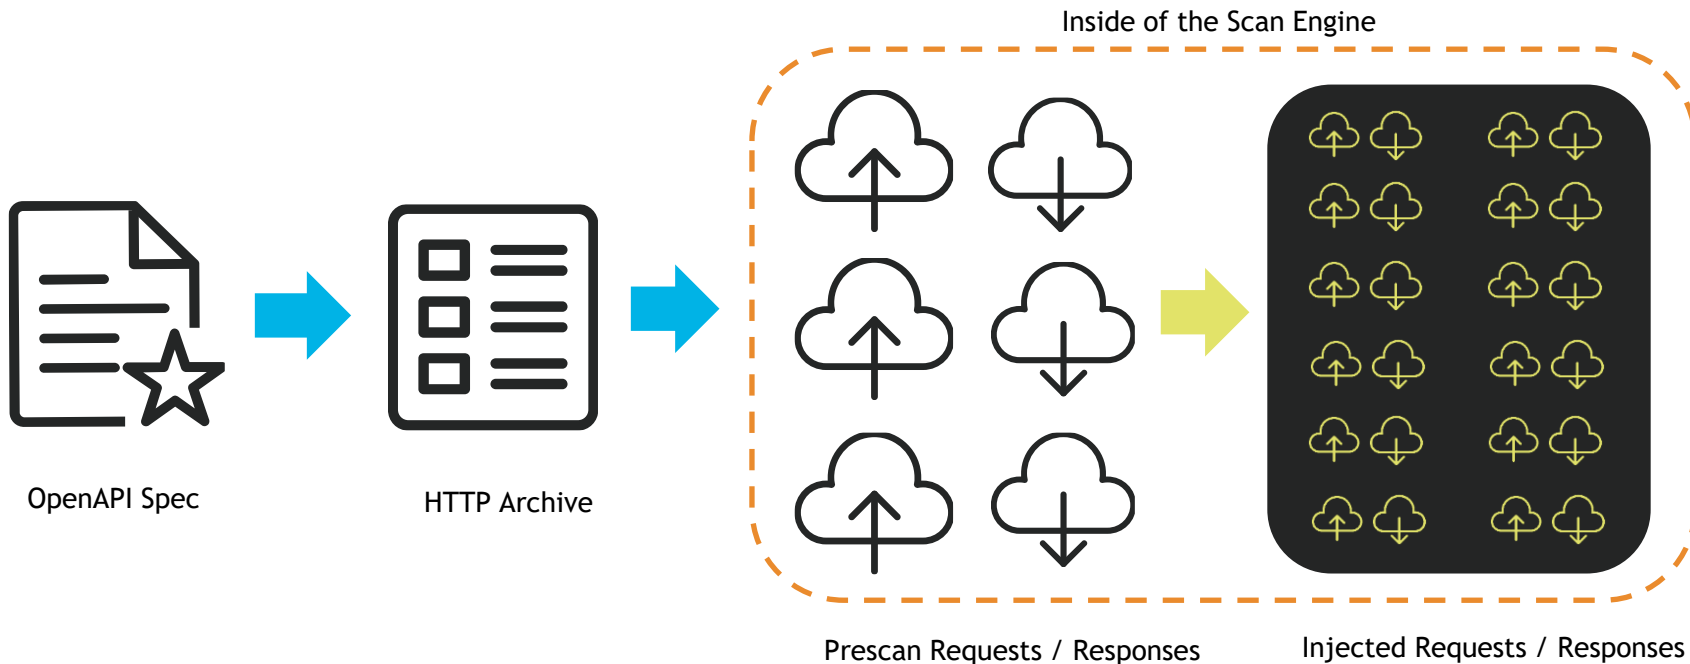 Inside of the Scan Engine
OpenAPI Spec
HTTP Archive
Prescan Requests / Responses
Injected Requests / Responses